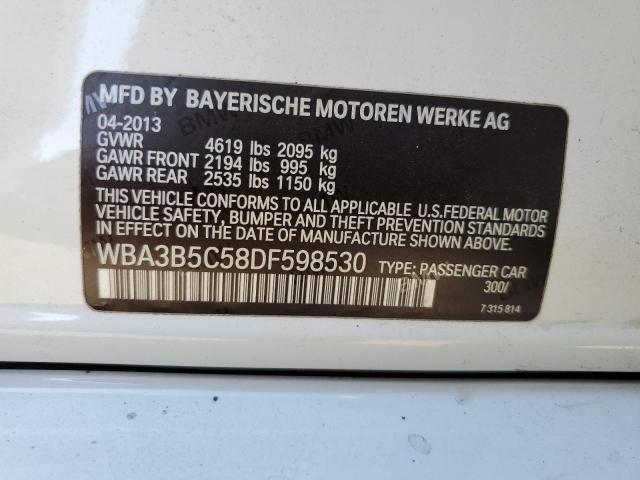 MFD BY BAYERISCHE MOTOREN WERKE AG
04-2013
GVWR 4619 lbs 2095 kg
GAWR FRONT 2194 lbs 995 kg
GAWR REAR 2535 lbs 1150 kg
THIS VEHICLE CONFORMS TO ALL APPLICABLE U.S.FEDERAL MOTOR
VEHICLE SAFETY, BUMPER AND THEFT PREVENTION STANDARDS
IN EFFECT ON THE DATE OF MANUFACTURE SHOWN ABOVE.
WBA3B5C58DF598530 TYPE: PASSENGER CAR
300/
7 315 814